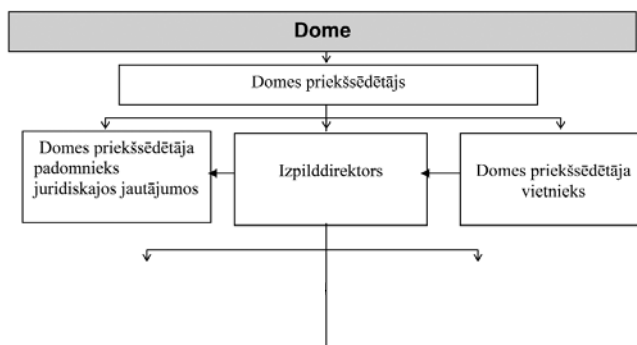 Dome
Domes priekšsēdētājs
Domes priekšsēdētāja
padomnieks
juridiskajos jautājumos
Izpilddirektors
Domes priekšsēdētāja
vietnieks